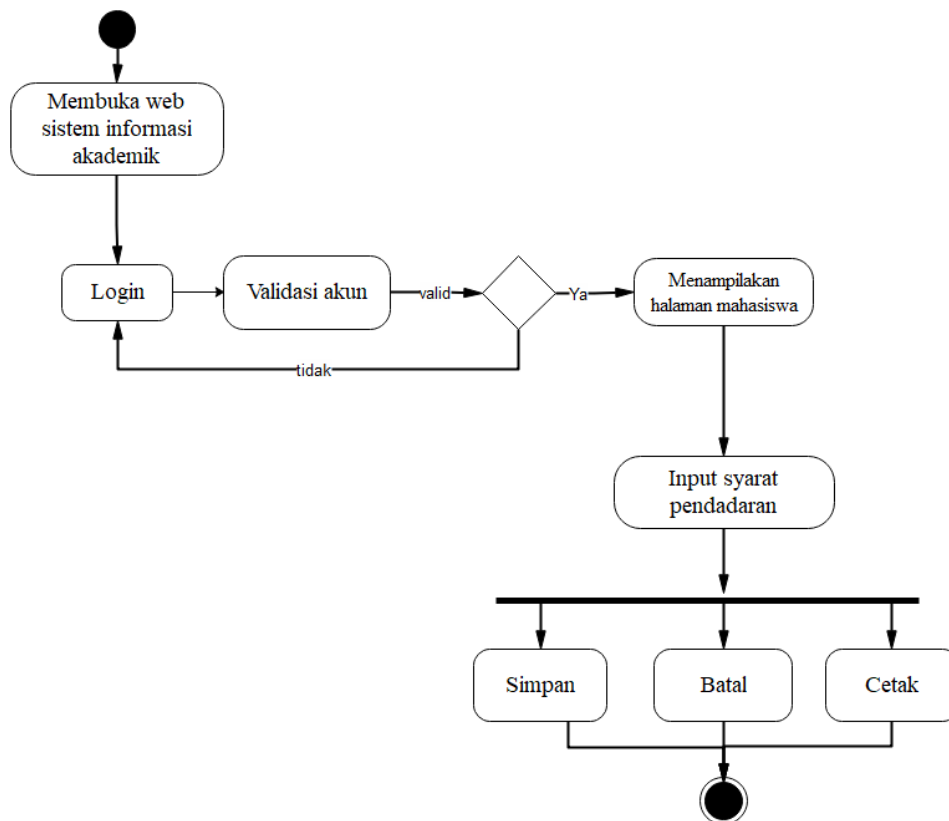 Membuka web
sistem informasi
akademik
Login
Validasi akun
valid
Ya
Menampilakan
halaman mahasiswa
tidak
Input syarat
pendadaran
Simpan
Batal
Cetak